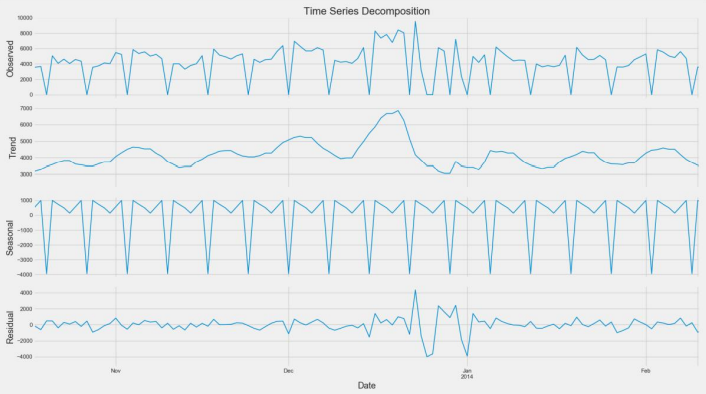 Time Series Decomposition
Observed
10000
8000
6000
4000
2000
0
Trend
7000
6000
5000
4000
3000
Seasonal
1000
0
−1000
−2000
−3000
−4000
Residual
4000
2000
0
−2000
−4000
Nov
Dec
Jan
2014
Feb
Date